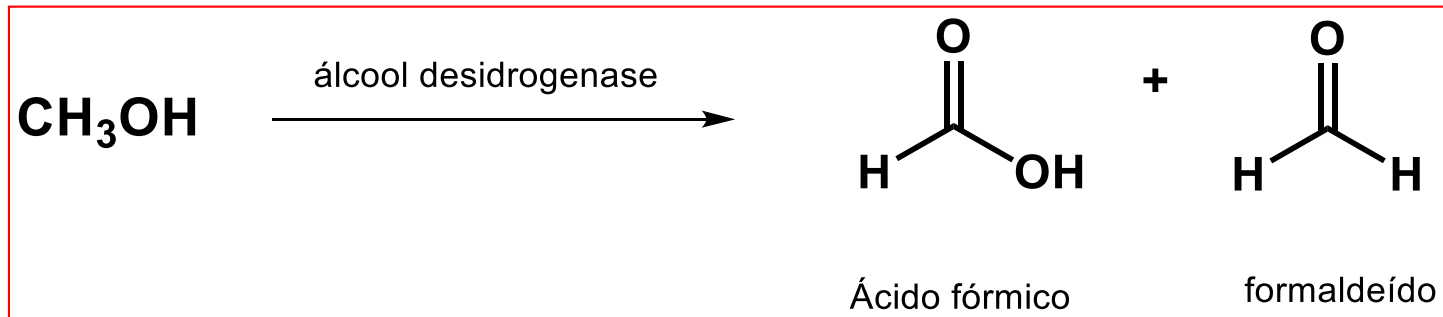 álcool desidrogenase
CH₃OH
O
H
OH
+
O
H
H
Ácido fórmico
formaldeído